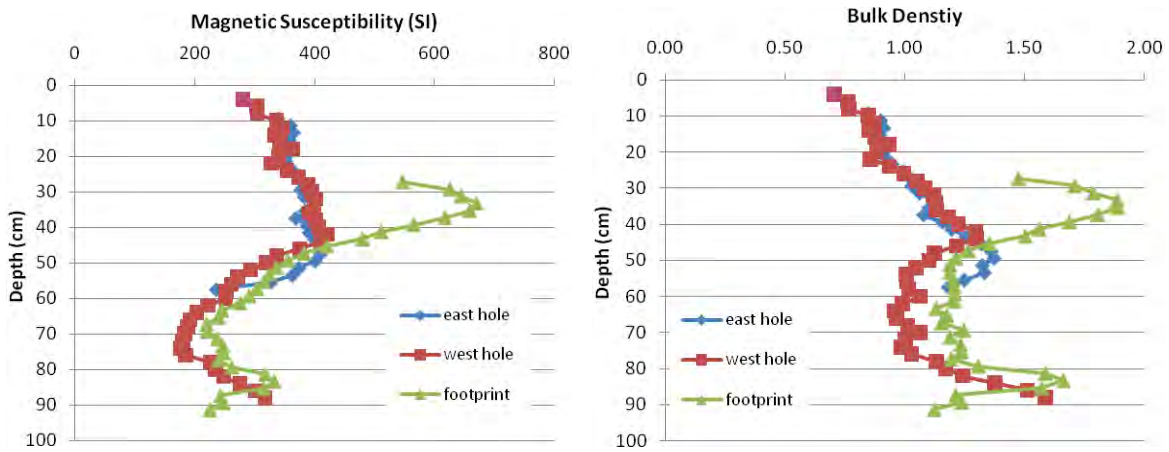 Magnetic Susceptibility (SI)
0 200 400 600 800
Depth (cm)
0
10
20
30
40
50
60
70
80
90
100
east hole
west hole
footprint
Bulk Denstiy
0.00 0.50 1.00 1.50 2.00
Depth (cm)
0
10
20
30
40
50
60
70
80
90
100
east hole
west hole
footprint